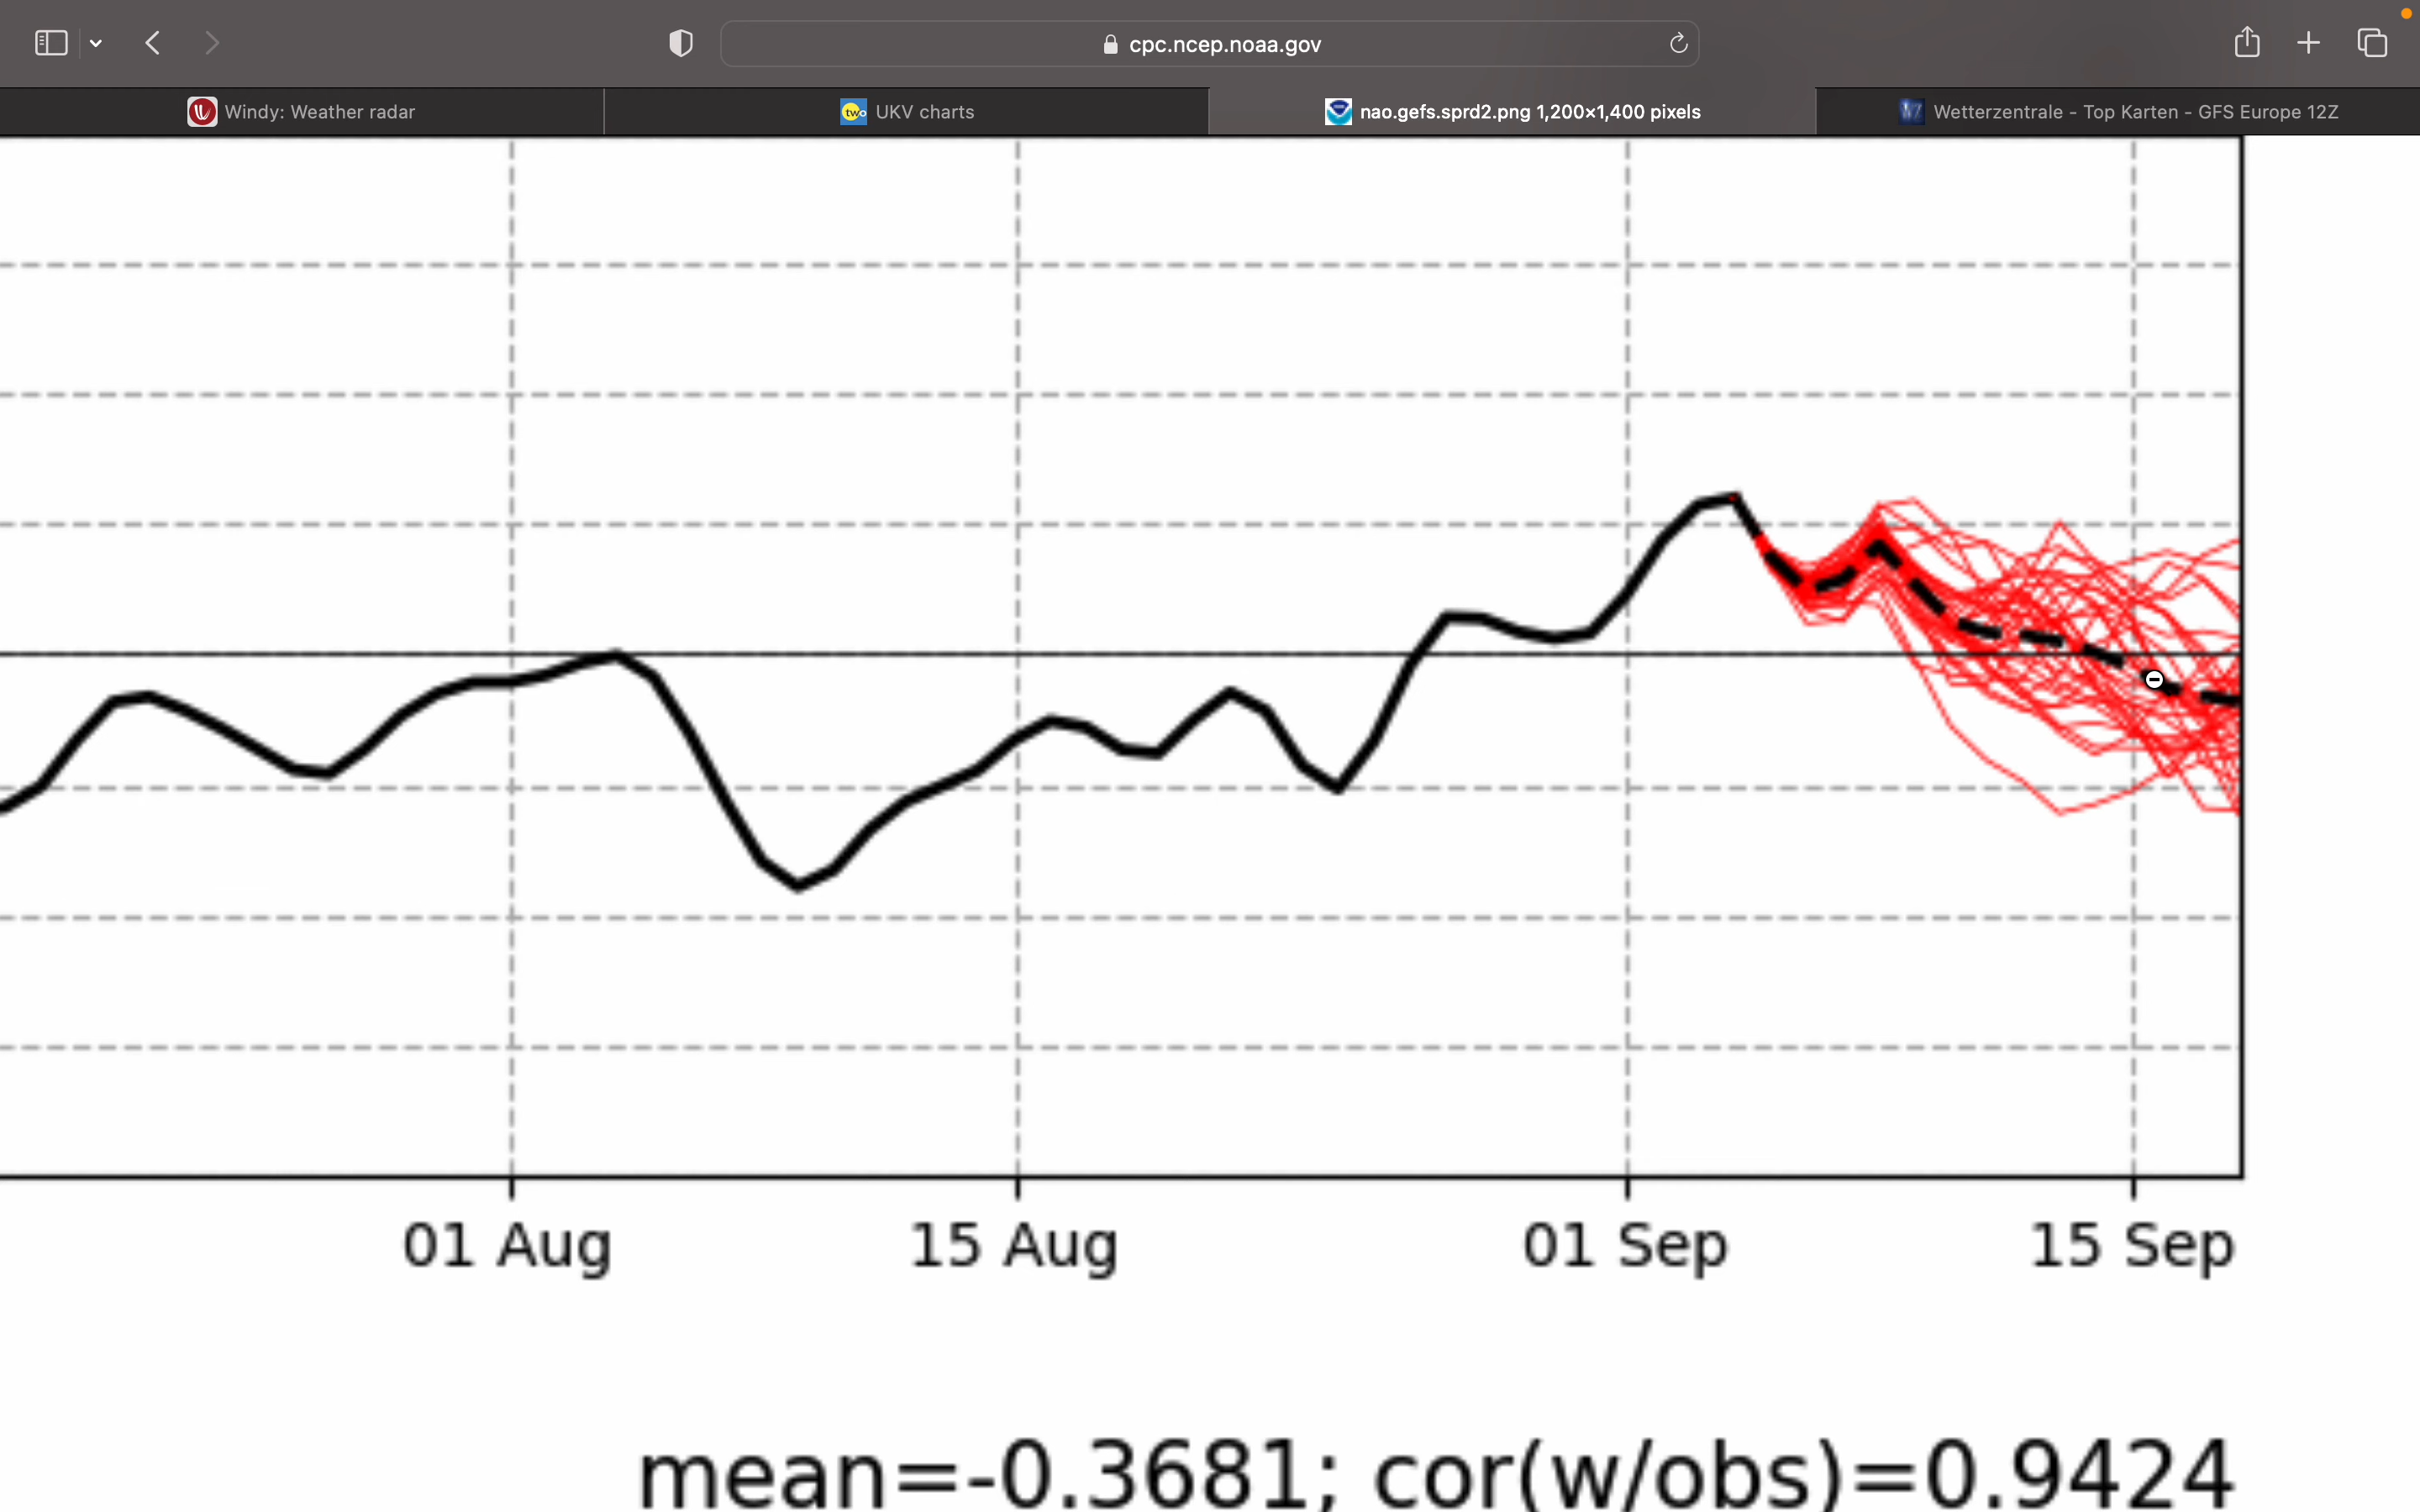 cpc.ncep.noaa.gov
Windy: Weather radar
two UKV charts
nao.gefs.sprd2.png 1,200×1,400 pixels
WZ Wetterzentrale - Top Karten - GFS Europe 12Z
01 Aug
15 Aug
01 Sep
15 Sep
mean=-0.3681; cor(w/obs)=0.9424